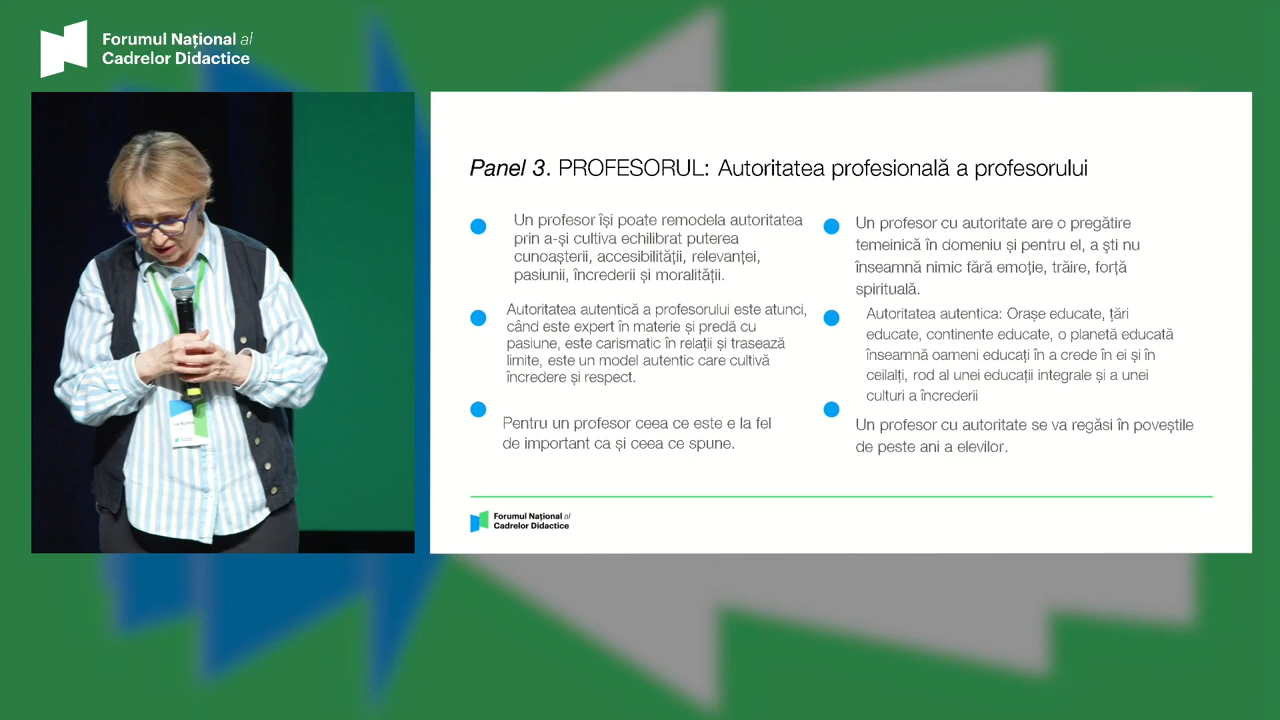 Forumul Național al
Cadrelor Didactice
Panel 3. PROFESORUL: Autoritatea profesională a profesorului
Un profesor își poate remodela autoritatea
prin a-și cultiva echilibrat puterea
cunoașterii, accesibilității, relevanței,
pasiunii, încrederii și moralității.
Autoritatea autentică a profesorului este atunci,
când este expert în materie și predă cu
pasiune, este carismatic în relații și trasează
limite, este un model autentic care cultivă
încredere și respect.
Pentru un profesor ceea ce este e la fel
de important ca și ceea ce spune.
Un profesor cu autoritate are o pregătire
temeinică în domeniu și pentru el, a ști nu
înseamnă nimic fără emoție, trăire, forță
spirituală.
Autoritatea autentica: Orașe educate, țări
educate, continente educate, o planetă educată
înseamnă oameni educați în a crede în ei și în
ceilalți, rod al unei educații integrale și a unei
culturi a încrederii
Un profesor cu autoritate se va regăsi în poveștile
de peste ani a elevilor.
Forumul Național al
Cadrelor Didactice